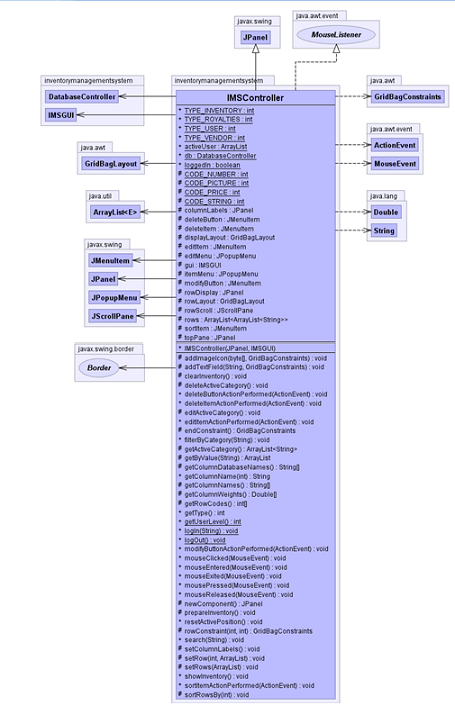 javax.swing
JPanel
java.awt.event
MouseListener
inventorymanagementsystem
DatabaseController
IMSGUI
java.awt
GridBagLayout
java.util
ArrayList<E>
javax.swing
JMenuItem
JPanel
JPopupMenu
JScrollPane
javax.swing.border
Border
inventorymanagementsystem
IMSController
* TYPE_INVENTORY : int
* TYPE_ROYALTIES : int
* TYPE_USER : int
* TYPE_VENDOR : int
* activeUser : ArrayList
* db : DatabaseController
* loggedIn : boolean
# CODE_NUMBER : int
# CODE_PICTURE : int
# CODE_PRICE : int
# CODE_STRING : int
# columnLabels : JPanel
# deleteButton : JMenuItem
# deleteItem : JMenuItem
# displayLayout : GridBagLayout
# editItem : JMenuItem
# editMenu : JPopupMenu
# gui : IMSGUI
# itemMenu : JPopupMenu
# modifyButton : JMenuItem
# rowDisplay : JPanel
# rowLayout : GridBagLayout
# rowScroll : JScrollPane
# rows : ArrayList<ArrayList<String>>
# sortItem : JMenuItem
* topPane : JPanel
* IMSController(JPanel, IMSGUI)
# addImageIcon(byte[], GridBagConstraints) : void
# addTextField(String, GridBagConstraints) : void
* clearInventory() : void
# deleteActiveCategory() : void
* deleteButtonActionPerformed(ActionEvent) : void
* deleteItemActionPerformed(ActionEvent) : void
# editActiveCategory() : void
* editItemActionPerformed(ActionEvent) : void
# endConstraint() : GridBagConstraints
* filterByCategory(String) : void
# getActiveCategory() : ArrayList<String>
# getByValue(String) : ArrayList
# getColumnDatabaseNames() : String[]
* getColumnName(int) : String
# getColumnNames() : String[]
# getColumnWeights() : Double[]
# getRowCodes() : int[]
* getType() : int
* getUserLevel() : int
* logIn(String) : void
* logOut() : void
* modifyButtonActionPerformed(ActionEvent) : void
* mouseClicked(MouseEvent) : void
* mouseEntered(MouseEvent) : void
* mouseExited(MouseEvent) : void
* mousePressed(MouseEvent) : void
* mouseReleased(MouseEvent) : void
# newComponent() : JPanel
# prepareInventory() : void
* resetActivePosition() : void
# rowConstraint(int, int) : GridBagConstraints
* search(String) : void
# setColumnLabels() : void
# setRow(int, ArrayList) : void
# setRows(ArrayList) : void
* showInventory() : void
* sortItemActionPerformed(ActionEvent) : void
# sortRowsBy(int) : void
java.awt
GridBagConstraints
java.awt.event
ActionEvent
MouseEvent
java.lang
Double
String